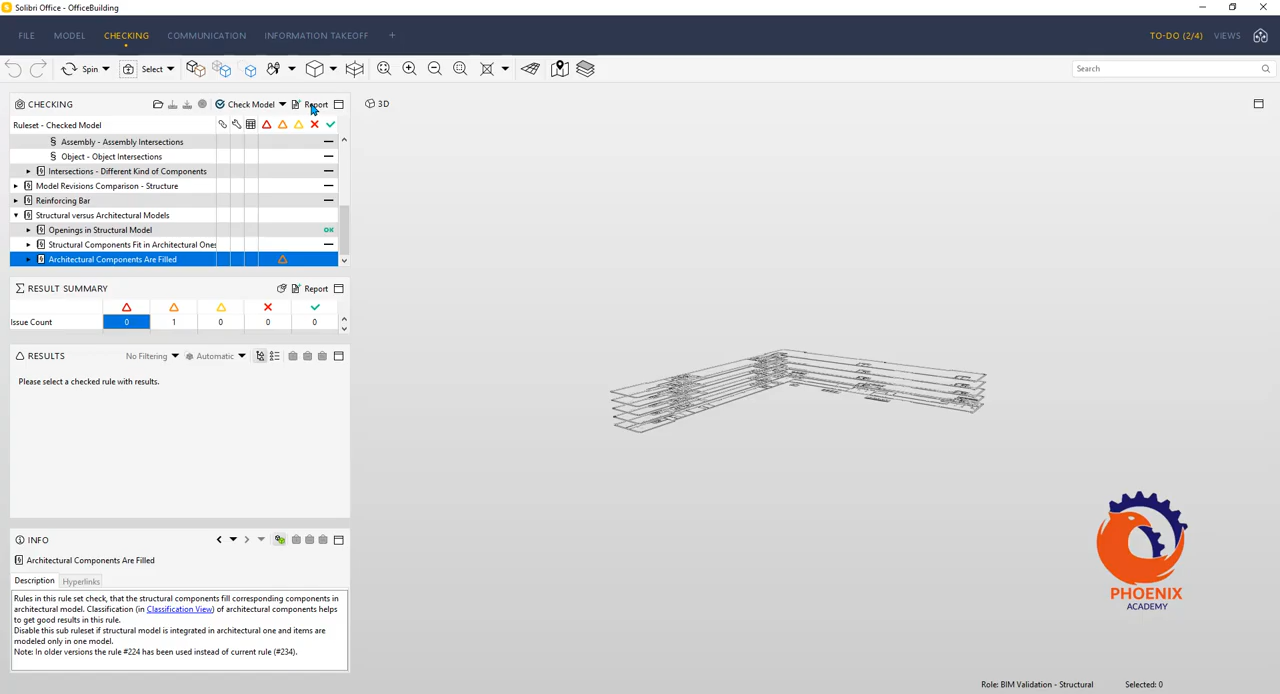 Solibri Office - OfficeBuilding
FILE MODEL CHECKING COMMUNICATION INFORMATION TAKEOFF + TO-DO (2/4) VIEWS
Spin Select Search
CHECKING Check Model Report 3D
Ruleset - Checked Model
§ Assembly - Assembly Intersections
§ Object - Object Intersections
Intersections - Different Kind of Components
Model Revisions Comparison - Structure
Reinforcing Bar
Structural versus Architectural Models
Openings in Structural Model OK
Structural Components Fit in Architectural Ones
Architectural Components Are Filled
RESULT SUMMARY Report
Issue Count 0 1 0 0 0
RESULTS No Filtering Automatic
Please select a checked rule with results.
INFO
Architectural Components Are Filled
Description Hyperlinks
Rules in this rule set check, that the structural components fill corresponding components in
architectural model. Classification (in Classification View) of architectural components helps
to get good results in this rule.
Disable this sub ruleset if structural model is integrated in architectural one and items are
modeled only in one model.
Note: In older versions the rule #224 has been used instead of current rule (#234).
PHOENIX
ACADEMY
Role: BIM Validation - Structural Selected: 0